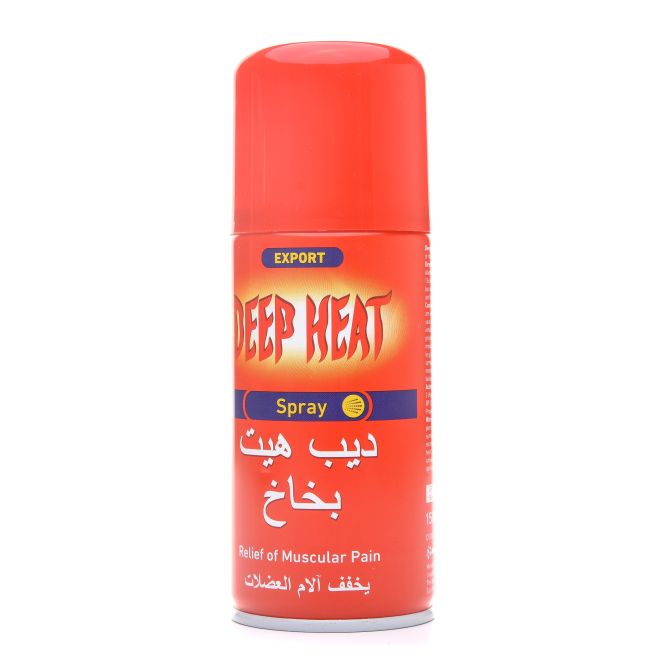 EXPORT
DEEP HEAT
Spray
ديب هيت
بخاخ
Relief of Muscular Pain
يخفف آلام العضلات